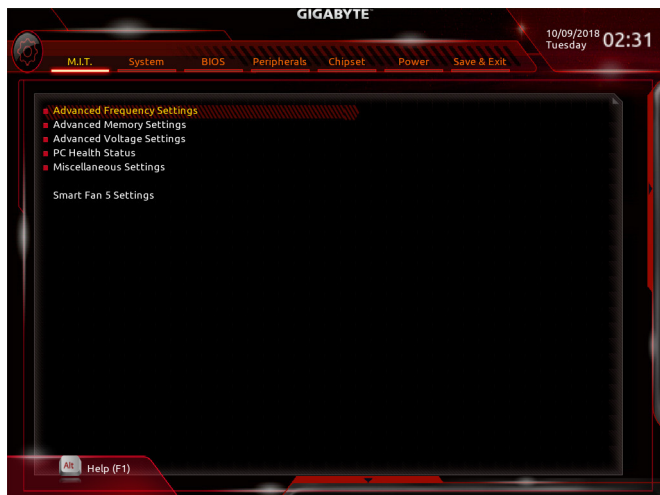 GIGABYTE™
10/09/2018 02:31
Tuesday
M.I.T. System BIOS Peripherals Chipset Power Save & Exit
Advanced Frequency Settings
Advanced Memory Settings
Advanced Voltage Settings
PC Health Status
Miscellaneous Settings
Smart Fan 5 Settings
Alt Help (F1)